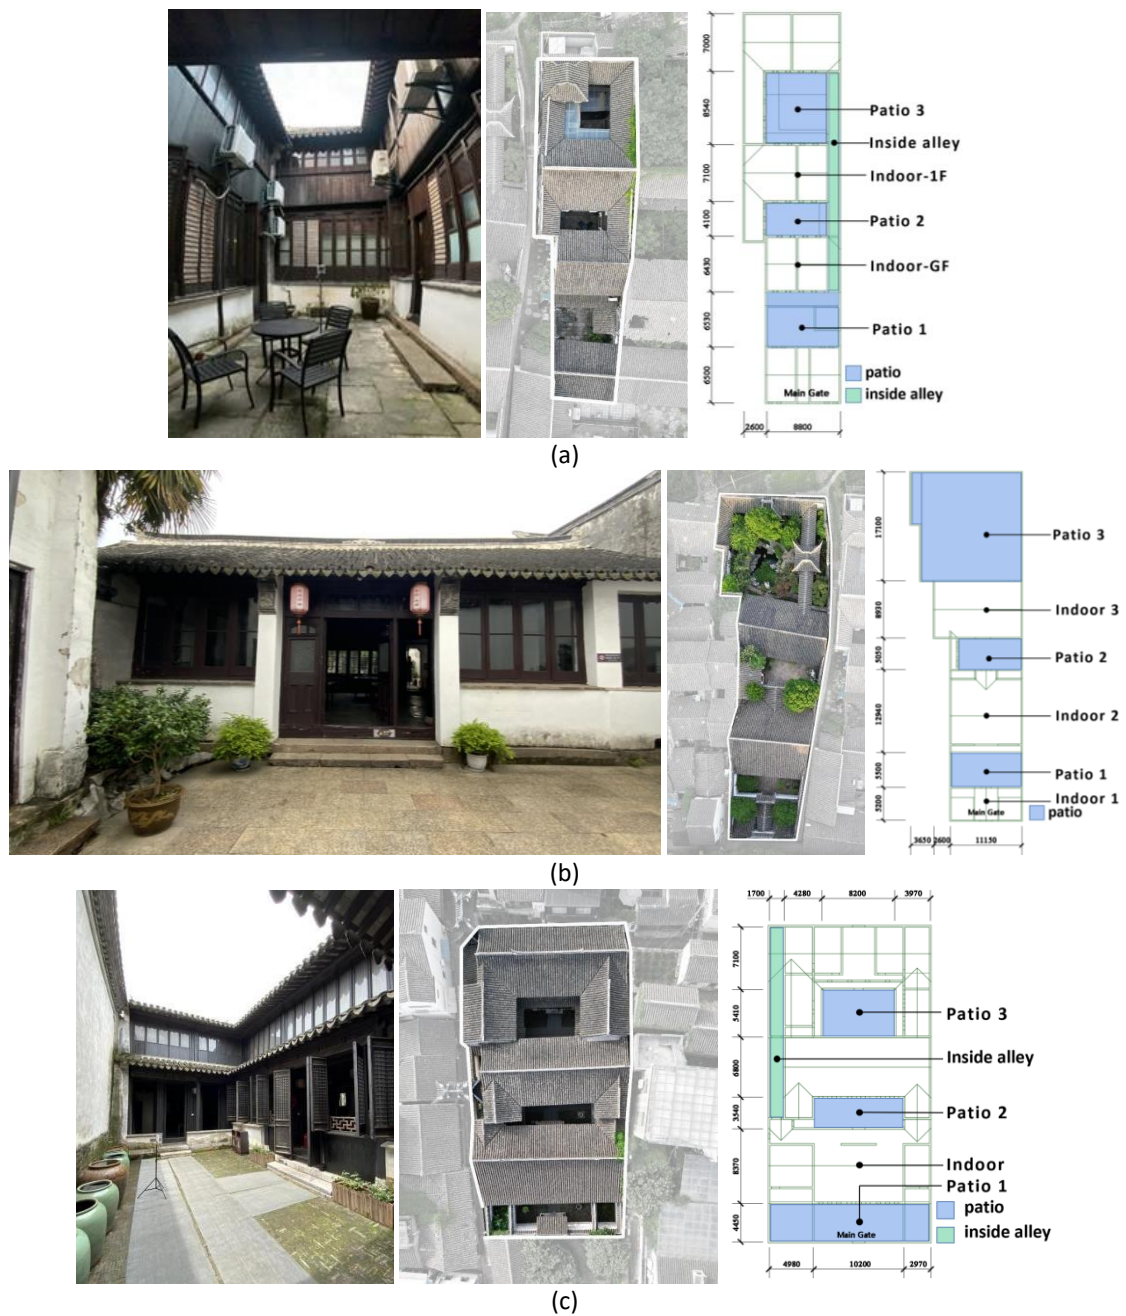 7000
8540
7100
4100
6430
6530
6500
2600
8800
Patio 3
Inside alley
Indoor-1F
Patio 2
Indoor-GF
Patio 1
Main Gate
patio
inside alley
(a)
17100
8930
5050
12940
5200
3650
2600
11150
Patio 3
Indoor 3
Patio 2
Indoor 2
Patio 1
Indoor 1
Main Gate
patio
(b)
1700
4280
8200
3970
7100
5410
6800
3540
8370
4450
4980
10200
2970
Patio 3
Inside alley
Patio 2
Indoor
Patio 1
Main Gate
patio
inside alley
(c)